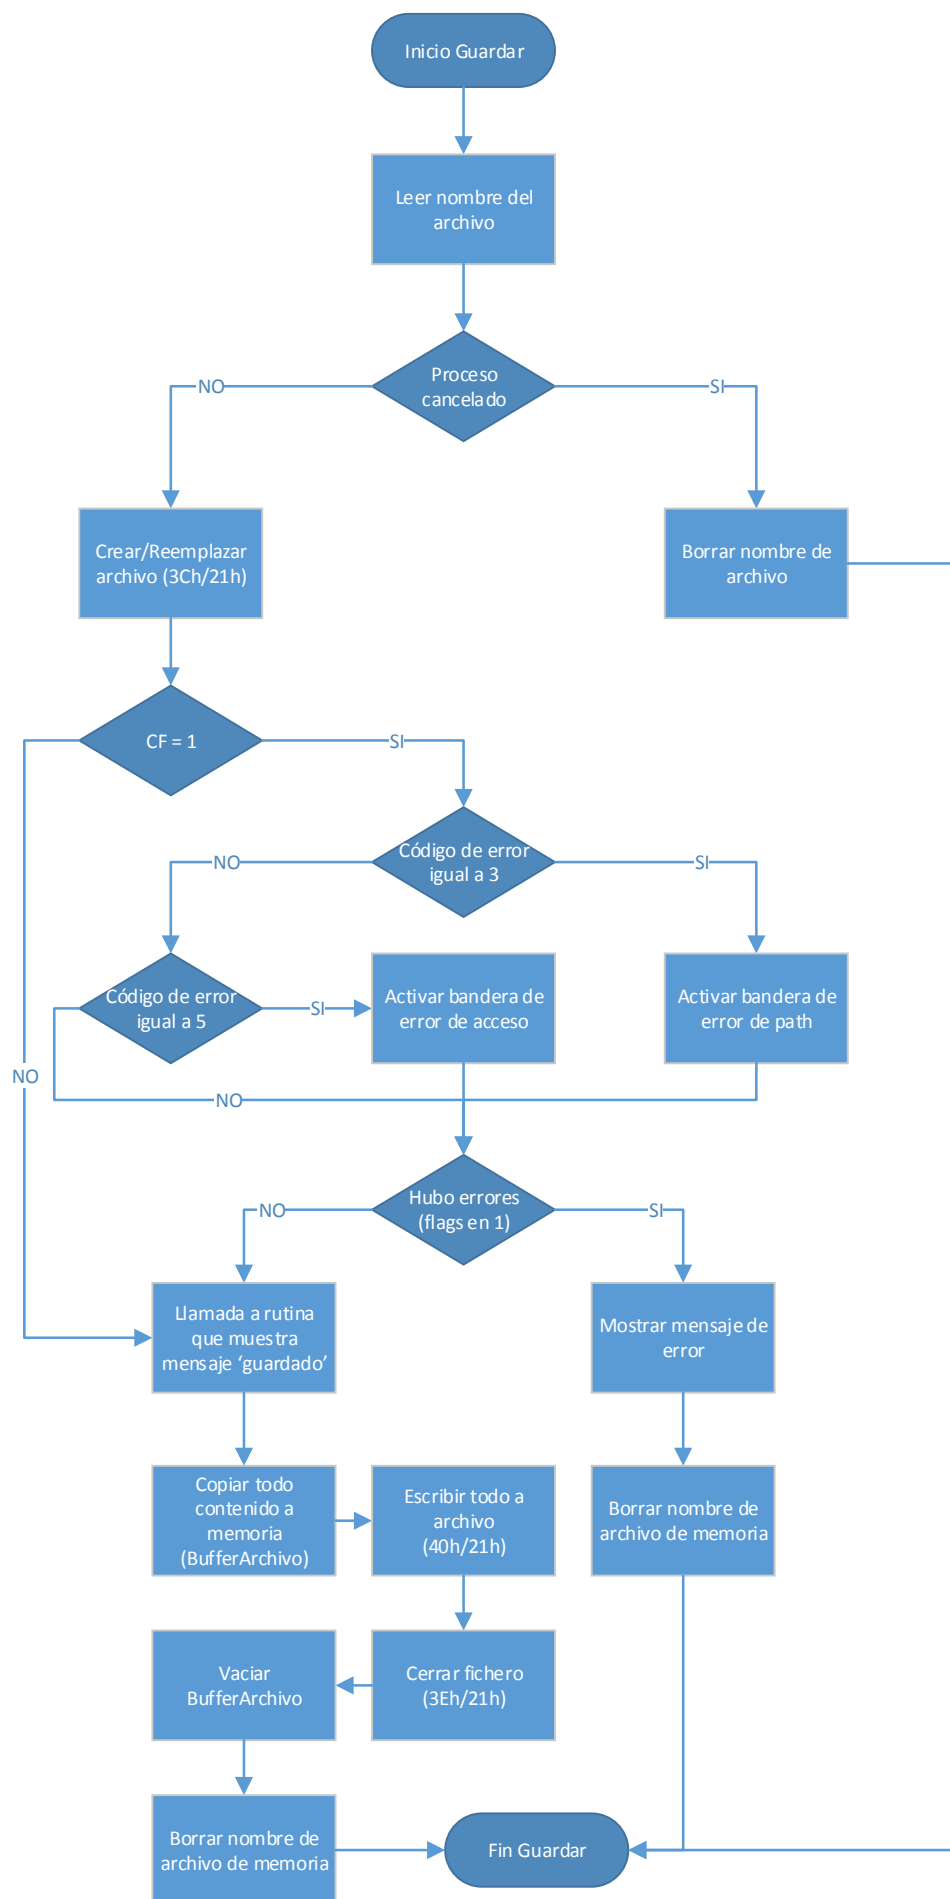 Inicio Guardar
Leer nombre del
archivo
Proceso
cancelado
NO
SI
Crear/Reemplazar
archivo (3Ch/21h)
Borrar nombre de
archivo
CF = 1
SI
Código de error
igual a 3
NO
SI
Código de error
igual a 5
SI
Activar bandera de
error de acceso
Activar bandera de
error de path
NO
NO
Hubo errores
(flags en 1)
NO
SI
Llamada a rutina
que muestra
mensaje ‘guardado’
Mostrar mensaje de
error
Copiar todo
contenido a
memoria
(BufferArchivo)
Escribir todo a
archivo
(40h/21h)
Borrar nombre de
archivo de memoria
Vaciar
BufferArchivo
Cerrar fichero
(3Eh/21h)
Borrar nombre de
archivo de memoria
Fin Guardar